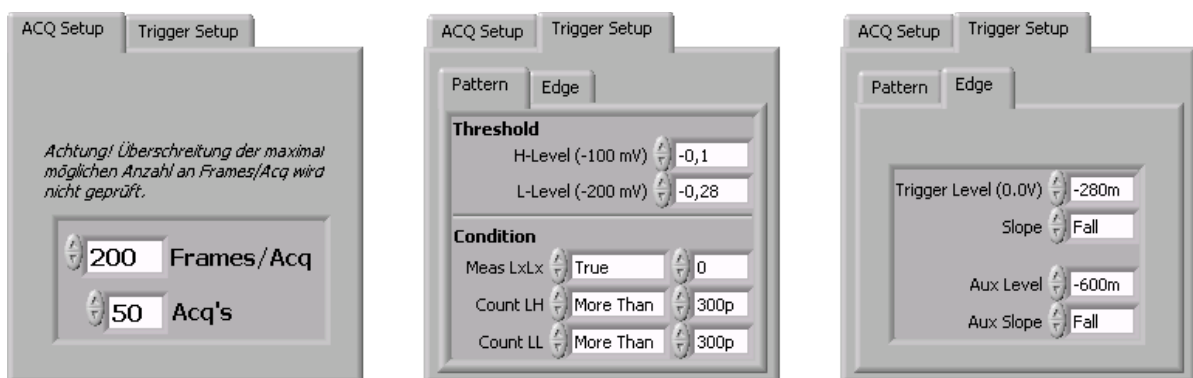 ACQ Setup Trigger Setup
Achtung! Überschreitung der maximal
möglichen Anzahl an Frames/Acq wird
nicht geprüft.
200 Frames/Acq
50 Acq's
ACQ Setup Trigger Setup
Pattern Edge
Threshold
H-Level (-100 mV) -0,1
L-Level (-200 mV) -0,28
Condition
Meas LxLx True 0
Count LH More Than 300p
Count LL More Than 300p
ACQ Setup Trigger Setup
Pattern Edge
Trigger Level (0.0V) -280m
Slope Fall
Aux Level -600m
Aux Slope Fall